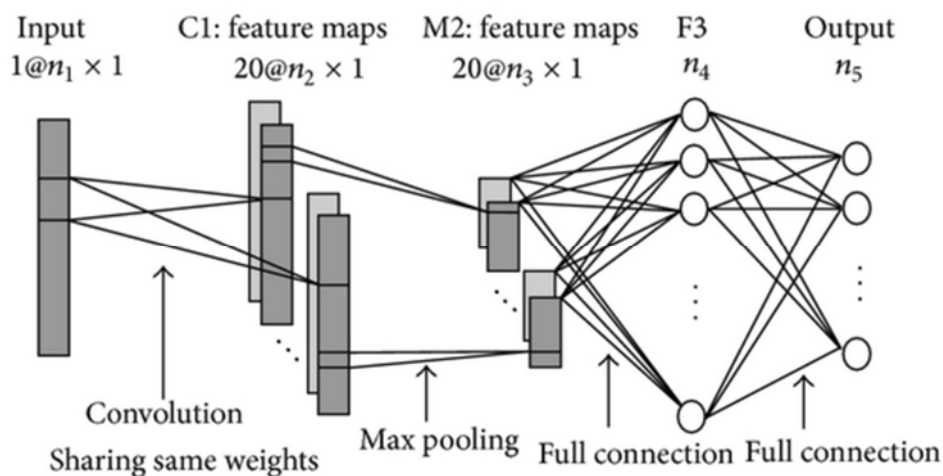 Input C1: feature maps M2: feature maps F3 Output
1@n₁ × 1 20@n₂ × 1 20@n₃ × 1 n₄ n₅
Convolution
Sharing same weights
Max pooling
Full connection
Full connection